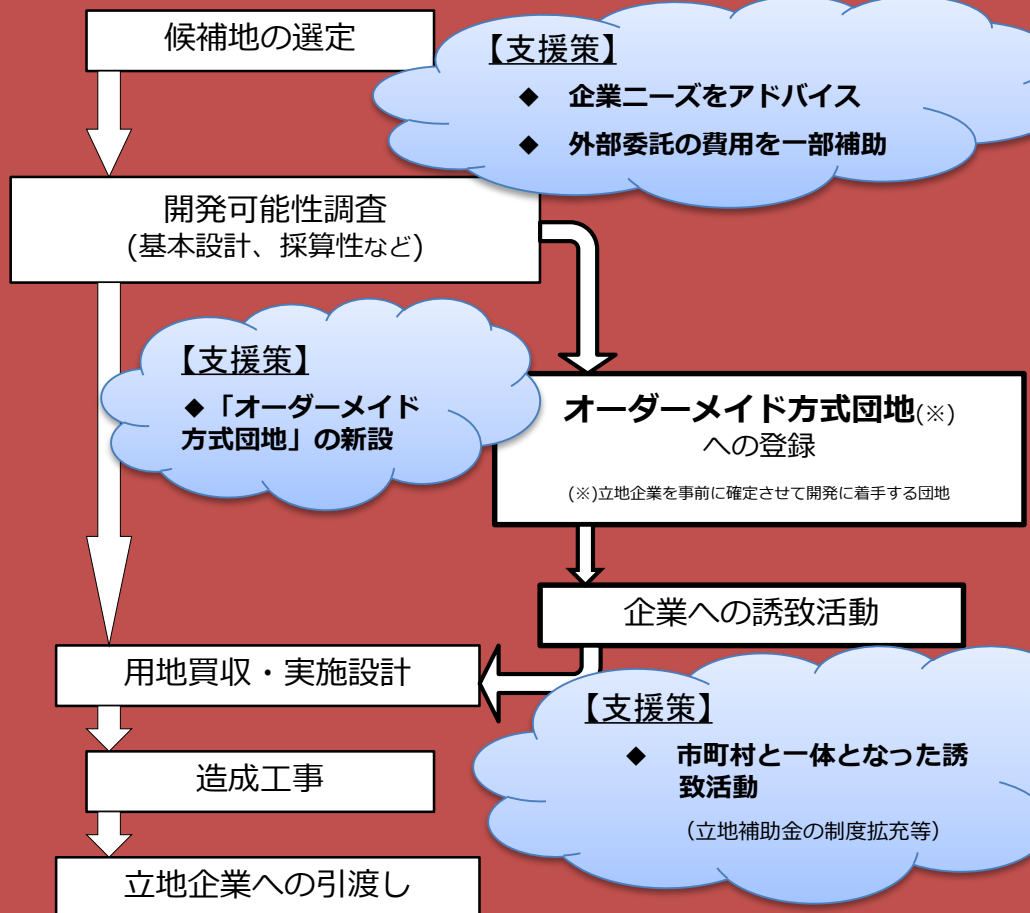 候補地の選定
【支援策】
◆ 企業ニーズをアドバイス
◆ 外部委託の費用を一部補助
開発可能性調査
(基本設計、採算性など)
【支援策】
◆「オーダーメイド
方式団地」の新設
オーダーメイド方式団地(※)
への登録
(※)立地企業を事前に確定させて開発に着手する団地
企業への誘致活動
用地買収・実施設計
【支援策】
◆ 市町村と一体となった誘
致活動
（立地補助金の制度拡充等）
造成工事
立地企業への引渡し